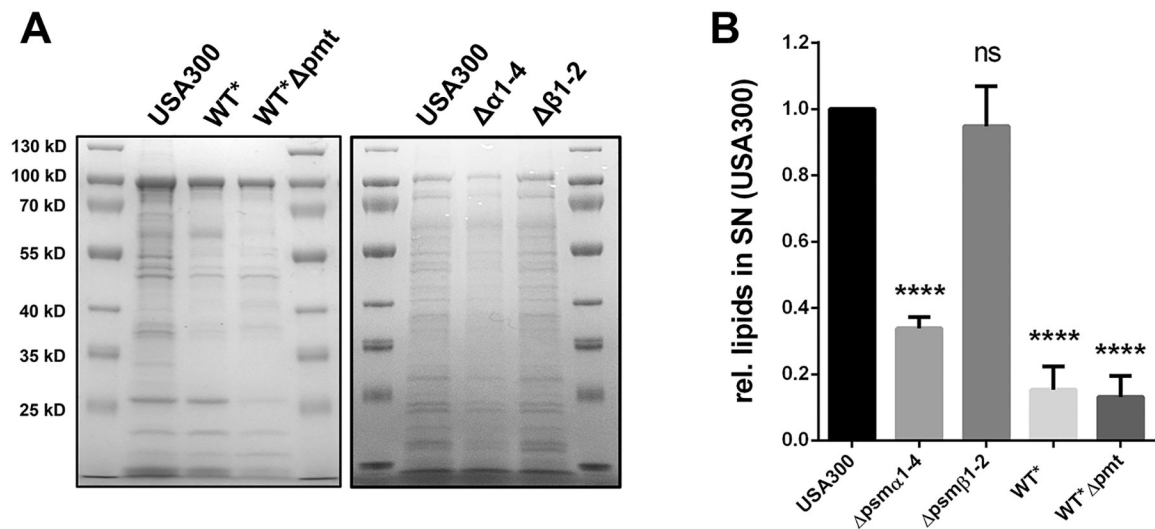 A
USA300
WT*
WT*Δpmt
USA300
Δα1-4
Δβ1-2
130 kD
100 kD
70 kD
55 kD
40 kD
35 kD
25 kD
B
rel. lipids in SN (USA300)
1.2
1.0
0.8
0.6
0.4
0.2
0.0
****
ns
****
****
USA300
Δpsmα1-4
Δpsmβ1-2
WT*
WT* Δpmt